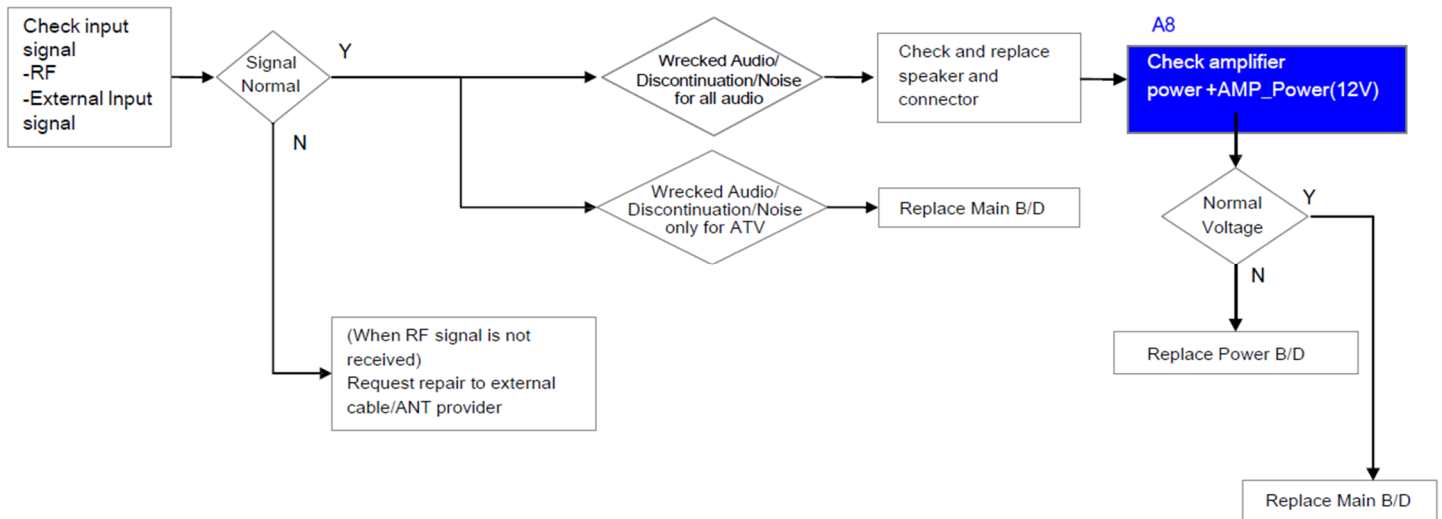 Check input
signal
-RF
-External Input
signal
Signal
Normal
Y
N
Wrecked Audio/
Discontinuation/Noise
for all audio
Check and replace
speaker and
connector
A8
Check amplifier
power +AMP_Power(12V)
Wrecked Audio/
Discontinuation/Noise
only for ATV
Replace Main B/D
Normal
Voltage
Y
N
(When RF signal is not
received)
Request repair to external
cable/ANT provider
Replace Power B/D
Replace Main B/D